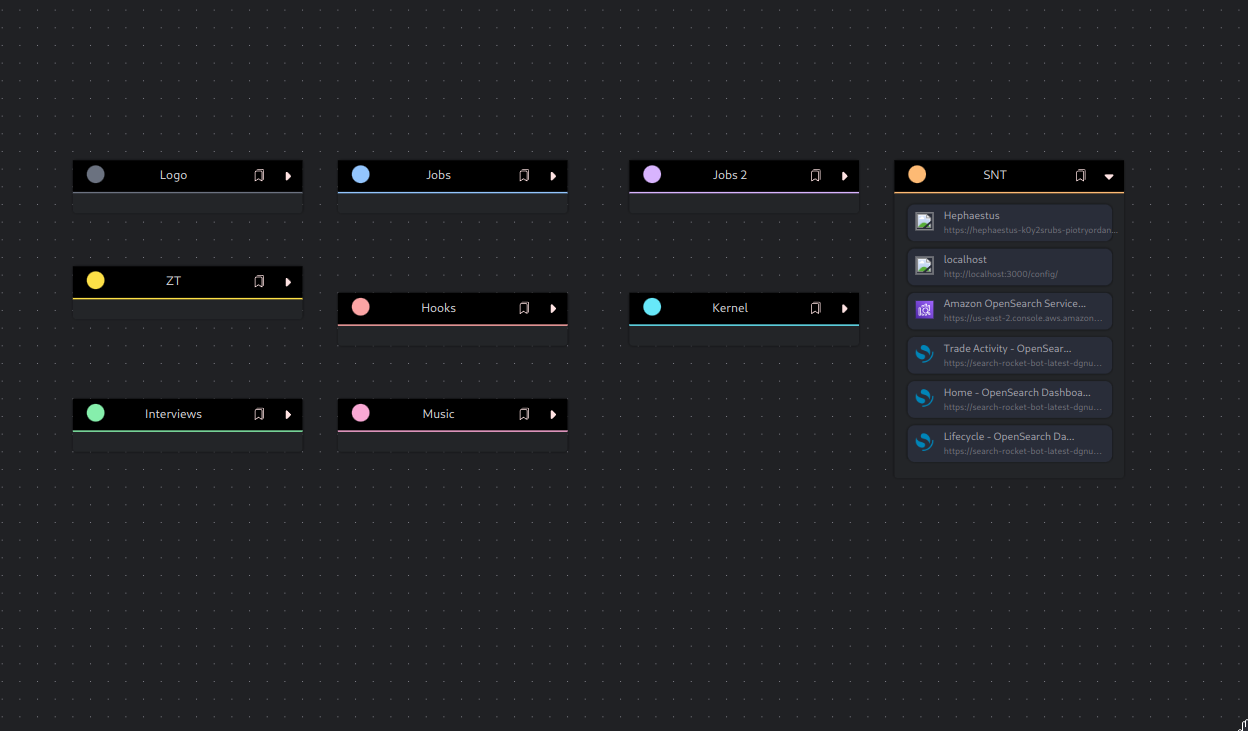 Logo
Jobs
Jobs 2
SNT
Hephaestus
https://hephaestus-k0y2srubs-piotryordan...
localhost
http://localhost:3000/config/
Amazon OpenSearch Service...
https://us-east-2.console.aws.amazon...
Trade Activity - OpenSear...
https://search-rocket-bot-latest-dgnu...
Home - OpenSearch Dashboa...
https://search-rocket-bot-latest-dgnu...
Lifecycle - OpenSearch Da...
https://search-rocket-bot-latest-dgnu...
ZT
Hooks
Kernel
Interviews
Music